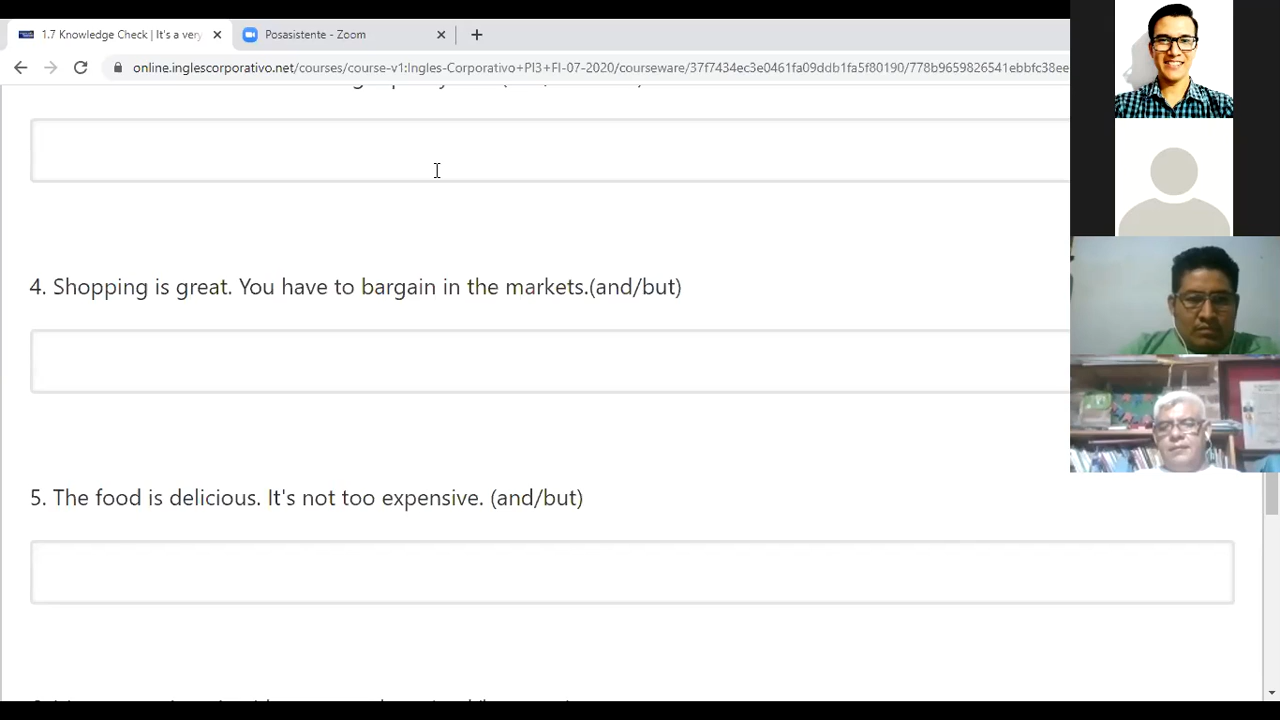 1.7 Knowledge Check | It's a very
Posasistente - Zoom
online.inglescorporativo.net/courses/course-v1:Ingles-Corporativo+PI3+FI-07-2020/courseware/37f7434ec3e0461fa09ddb1fa5f80190/778b9659826541ebbfc38ee
4. Shopping is great. You have to bargain in the markets.(and/but)
5. The food is delicious. It's not too expensive. (and/but)